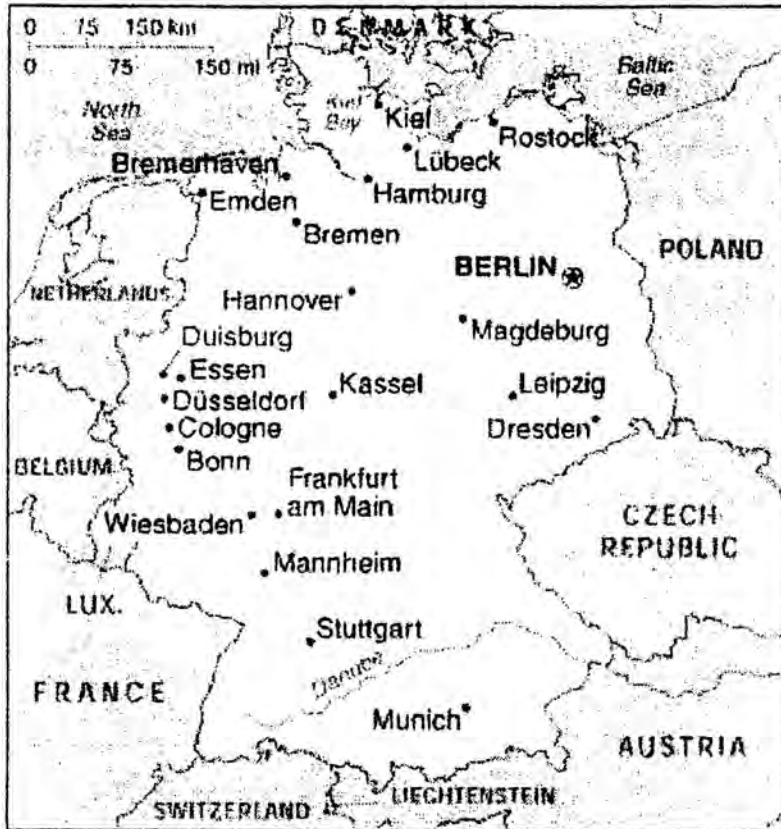 0 75 150 km
0 75 150 mi
DENMARK
North
Sea
Baltic
Sea
Kiel
Bay
Kiel
Rostock
Lübeck
Bremerhaven
Hamburg
Emden
Bremen
POLAND
BERLIN
NETHERLANDS
Hannover
Magdeburg
Duisburg
Essen
Kassel
Leipzig
Düsseldorf
Cologne
Dresden
BELGIUM
Bonn
Frankfurt
am Main
Wiesbaden
CZECH
REPUBLIC
Mannheim
LUX.
Stuttgart
Danube
FRANCE
Munich
AUSTRIA
SWITZERLAND
LIECHTENSTEIN